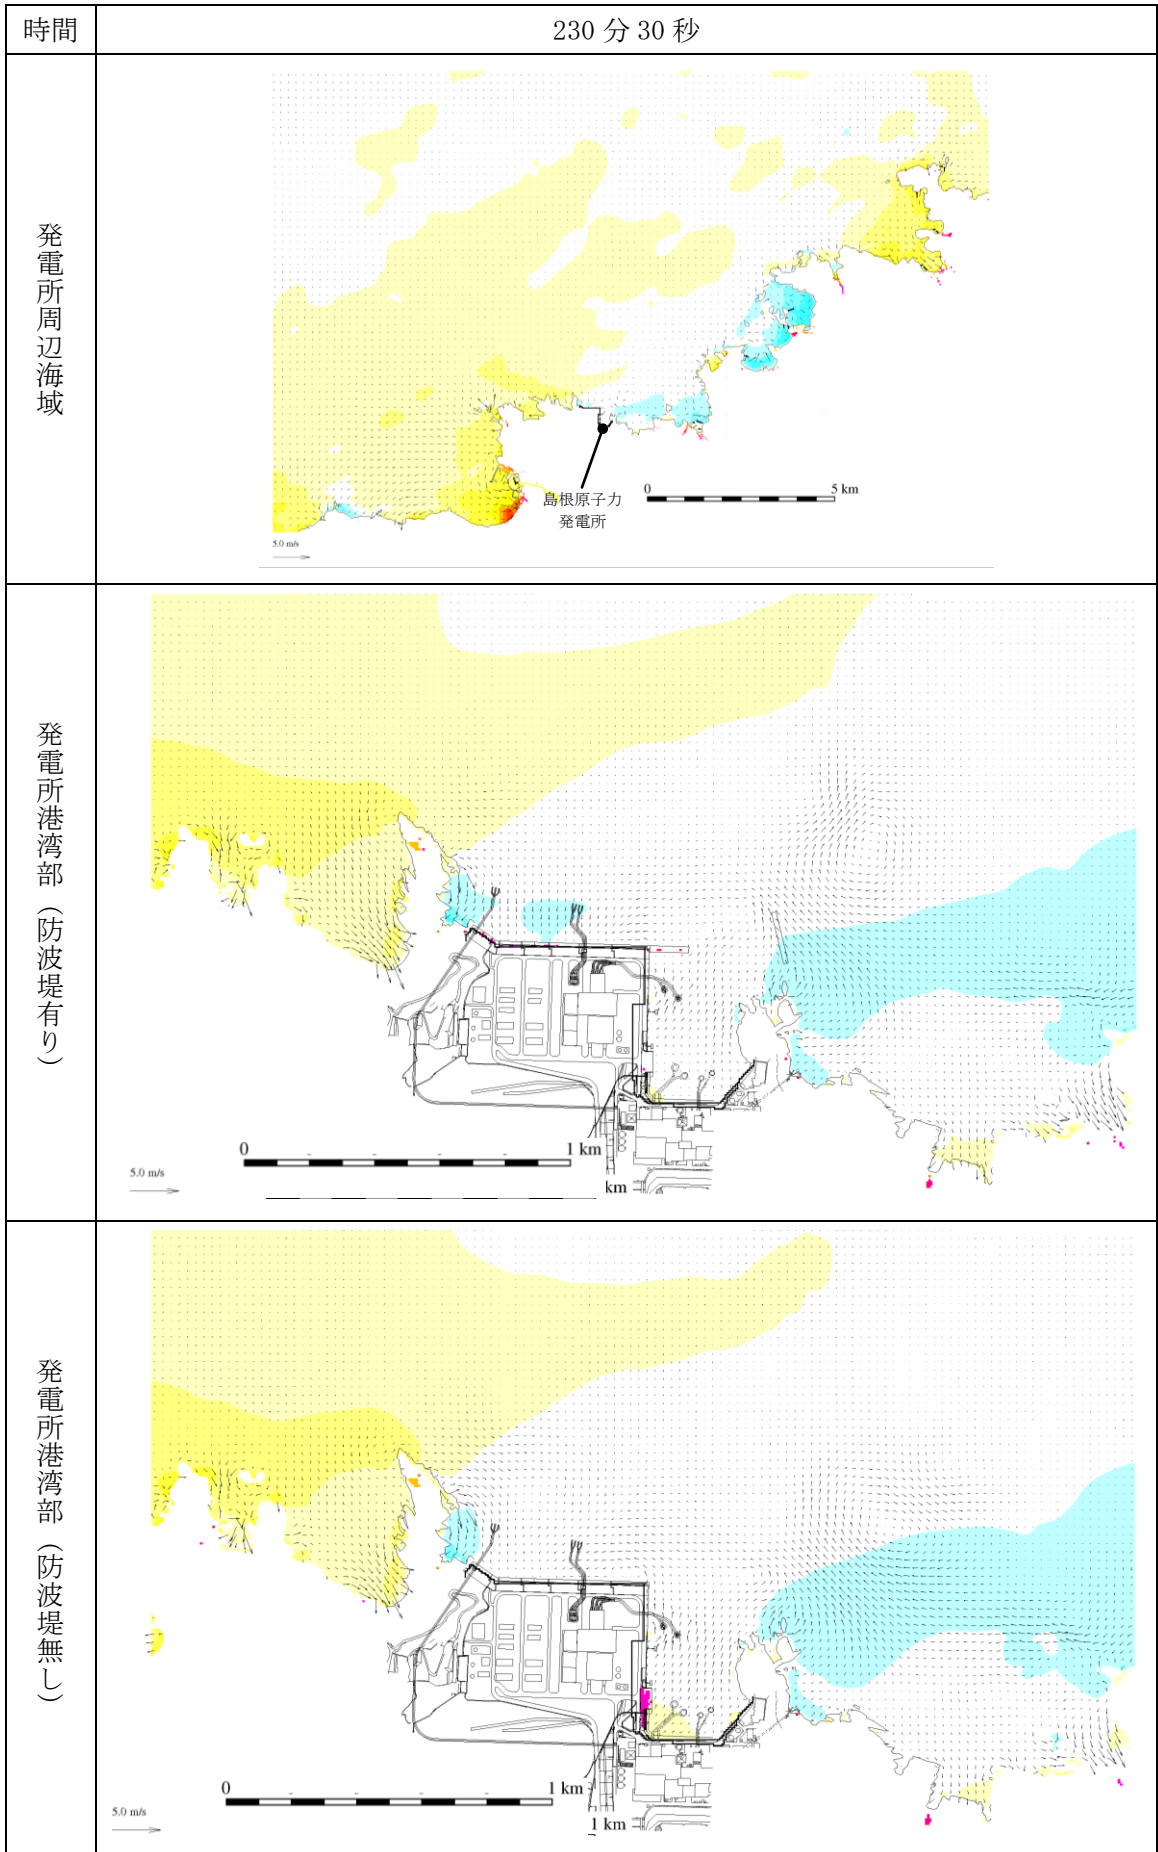 時間
230 分 30 秒
発電所周辺海域
島根原子力
発電所
0
5 km
5.0 m/s
発電所港湾部（防波堤有り）
0
1 km
5.0 m/s
km
発電所港湾部（防波堤無し）
0
1 km
5.0 m/s
1 km